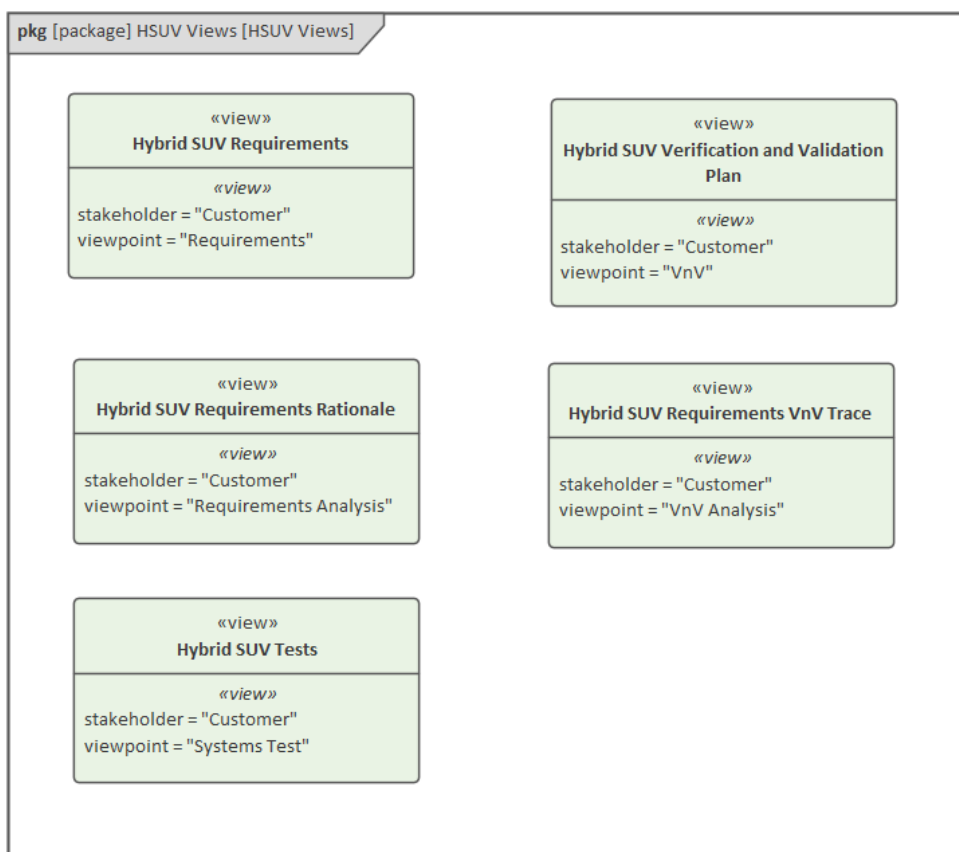 pkg [package] HSUV Views [HSUV Views]
«view»
Hybrid SUV Requirements
«view»
stakeholder = "Customer"
viewpoint = "Requirements"
«view»
Hybrid SUV Verification and Validation
Plan
«view»
stakeholder = "Customer"
viewpoint = "VnV"
«view»
Hybrid SUV Requirements Rationale
«view»
stakeholder = "Customer"
viewpoint = "Requirements Analysis"
«view»
Hybrid SUV Requirements VnV Trace
«view»
stakeholder = "Customer"
viewpoint = "VnV Analysis"
«view»
Hybrid SUV Tests
«view»
stakeholder = "Customer"
viewpoint = "Systems Test"